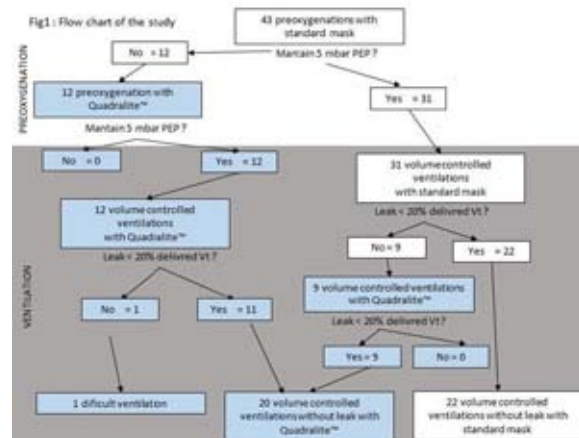 Fig1 : Flow chart of the study
43 preoxygenations with
standard mask
Mantain 5 mbar PEP ?
No = 12
Yes = 31
PREOXYGENATION
12 preoxygenation with
Quadralite™
Mantain 5 mbar PEP ?
No = 0
Yes = 12
31 volume controlled
ventilations
with standard mask
Leak < 20% delivred Vt ?
12 volume controlled
ventilations
with Quadralite™
Leak < 20% delivred Vt ?
No = 9
Yes = 22
9 volume controlled ventilations
with Quadralite™
Leak < 20% delivred Vt ?
VENTILATION
No = 1
Yes = 11
Yes = 9
No = 0
1 dificult ventilation
20 volume controlled
ventilations without leak with
Quadralite™
22 volume controlled
ventilations without leak with
standard mask